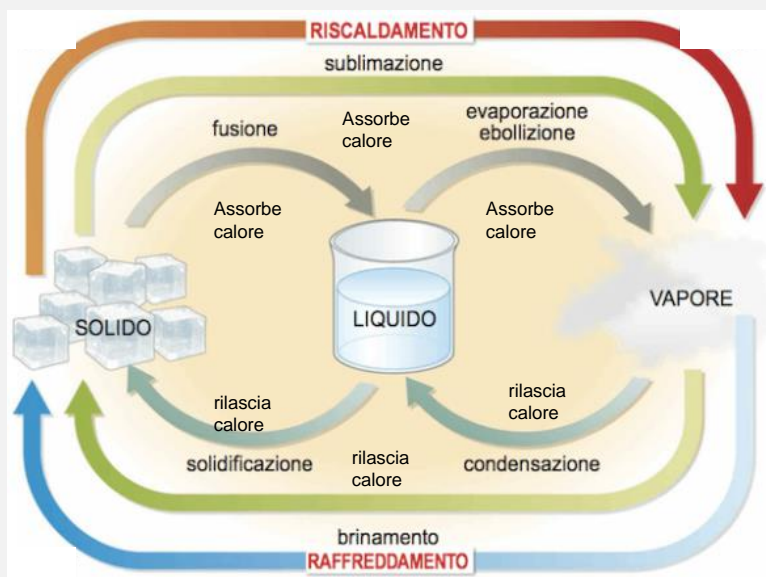 RISCALDAMENTO
sublimazione
fusione
Assorbe
calore
evaporazione
ebollizione
Assorbe
calore
Assorbe
calore
SOLIDO
LIQUIDO
VAPORE
rilascia
calore
rilascia
calore
solidificazione
rilascia
calore
condensazione
brinamento
RAFFREDDAMENTO